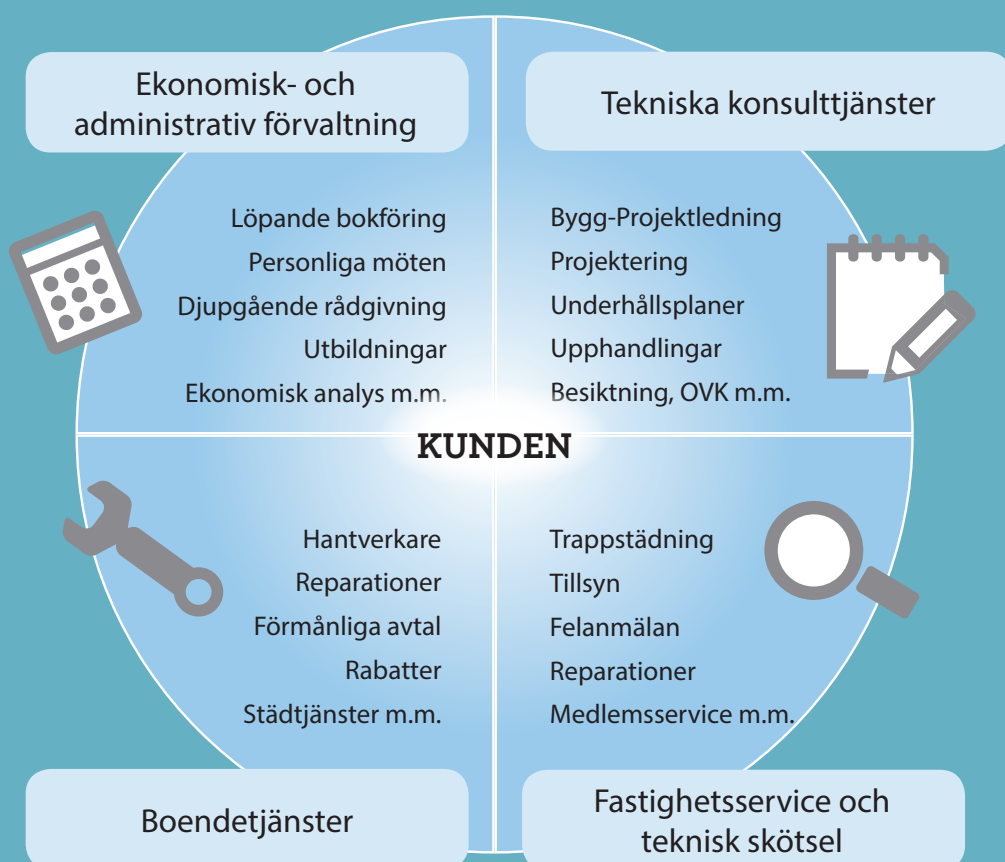 Ekonomisk- och
administrativ förvaltning
Löpande bokföring
Personliga möten
Djupgående rådgivning
Utbildningar
Ekonomisk analys m.m.
Tekniska konsulttjänster
Bygg-Projektledning
Projektering
Underhållsplaner
Upphandlingar
Besiktning, OVK m.m.
KUNDEN
Hantverkare
Reparationer
Förmånliga avtal
Rabatter
Städtjänster m.m.
Boendetjänster
Trappstädning
Tillsyn
Felanmälan
Reparationer
Medlemsservice m.m.
Fastighetsservice och
teknisk skötsel